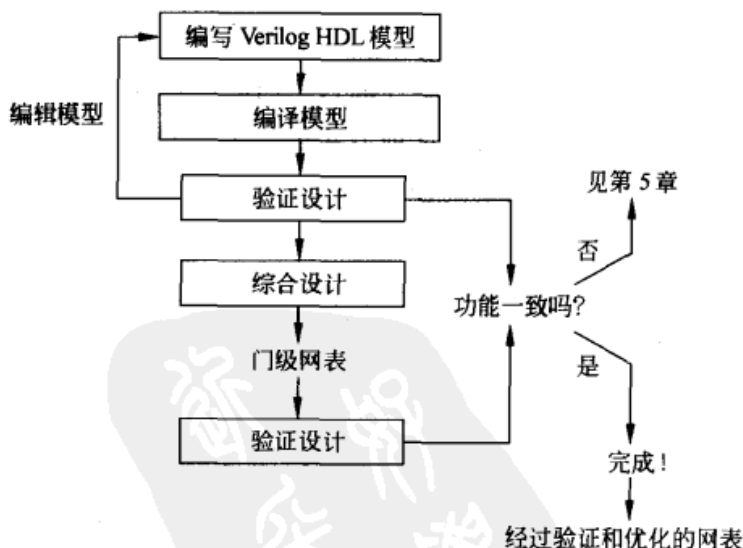 编写 Verilog HDL 模型
编辑模型
编译模型
验证设计
见第 5 章
否
综合设计
功能一致吗?
门级网表
是
验证设计
完成!
经过验证和优化的网表